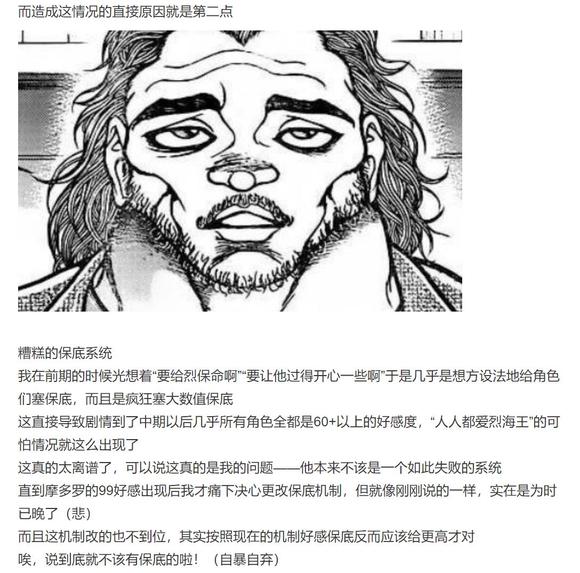 而造成这情况的直接原因就是第二点
糟糕的保底系统
我在前期的时候光想着“要给烈保命啊”“要让他过得开心一些啊”于是几乎是想方设法地给角色
们塞保底，而且是疯狂塞大数值保底
这直接导致剧情到了中期以后几乎所有角色全都是60+以上的好感度，“人人都爱烈海王”的可
怕情况就这么出现了
这真的太离谱了，可以说这真的是我的问题——他本来不该是一个如此失败的系统
直到摩多罗的99好感出现后我才痛下决心更改保底机制，但就像刚刚说的一样，实在是为时
已晚了（悲）
而且这机制改的也不到位，其实按照现在的机制好感保底反而应该给更高才对
唉，说到底就不该有保底的啦！（自暴自弃）